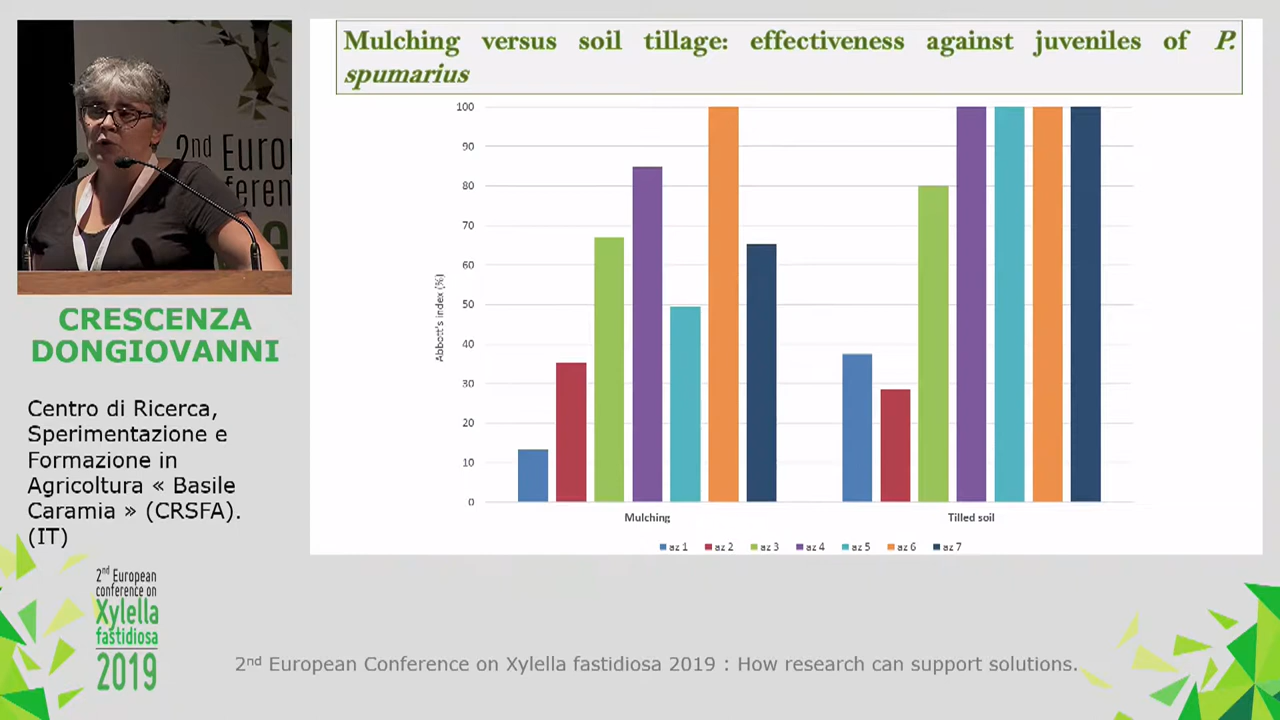 Mulching versus soil tillage: effectiveness against juveniles of P.
spumarius
100
90
80
70
60
50
40
30
20
10
0
Abbott's index (%)
Mulching
Tilled soil
az 1 az 2 az 3 az 4 az 5 az 6 az 7
2nd Europ
feren
e
CRESCENZA
DONGIOVANNI
Centro di Ricerca,
Sperimentazione e
Formazione in
Agricoltura « Basile
Caramia » (CRSFA).
(IT)
2nd European
conference on
Xylella
fastidiosa
2019
2nd European Conference on Xylella fastidiosa 2019 : How research can support solutions.